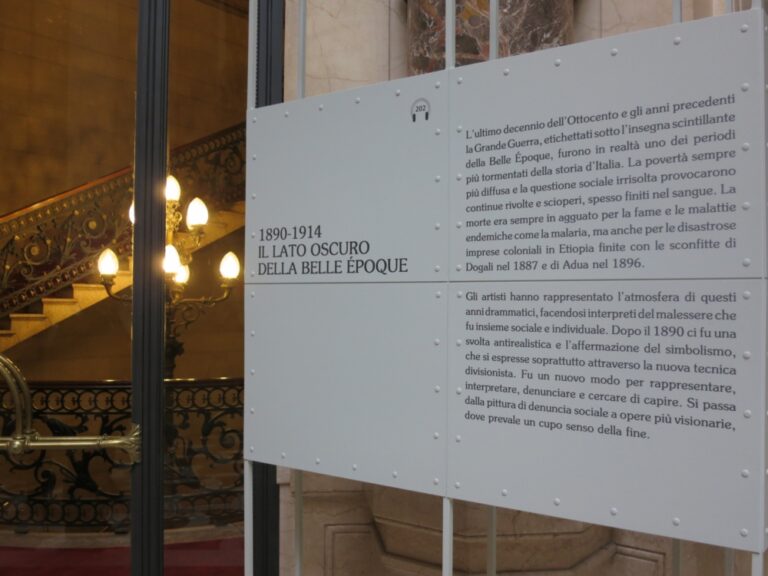 202
1890-1914
IL LATO OSCURO
DELLA BELLE ÉPOQUE
L'ultimo decennio dell'Ottocento e gli anni precedenti
la Grande Guerra, etichettati sotto l'insegna scintillante
della Belle Époque, furono in realtà uno dei periodi
più tormentati della storia d'Italia. La povertà sempre
più diffusa e la questione sociale irrisolta provocarono
continue rivolte e scioperi, spesso finiti nel sangue. La
morte era sempre in agguato per la fame e le malattie
endemiche come la malaria, ma anche per le disastrose
imprese coloniali in Etiopia finite con le sconfitte di
Dogali nel 1887 e di Adua nel 1896.
Gli artisti hanno rappresentato l'atmosfera di questi
anni drammatici, facendosi interpreti del malessere che
fu insieme sociale e individuale. Dopo il 1890 ci fu una
svolta antirealistica e l'affermazione del simbolismo,
che si espresse soprattutto attraverso la nuova tecnica
divisionista. Fu un nuovo modo per rappresentare,
interpretare, denunciare e cercare di capire. Si passa
dalla pittura di denuncia sociale a opere più visionarie,
dove prevale un cupo senso della fine.